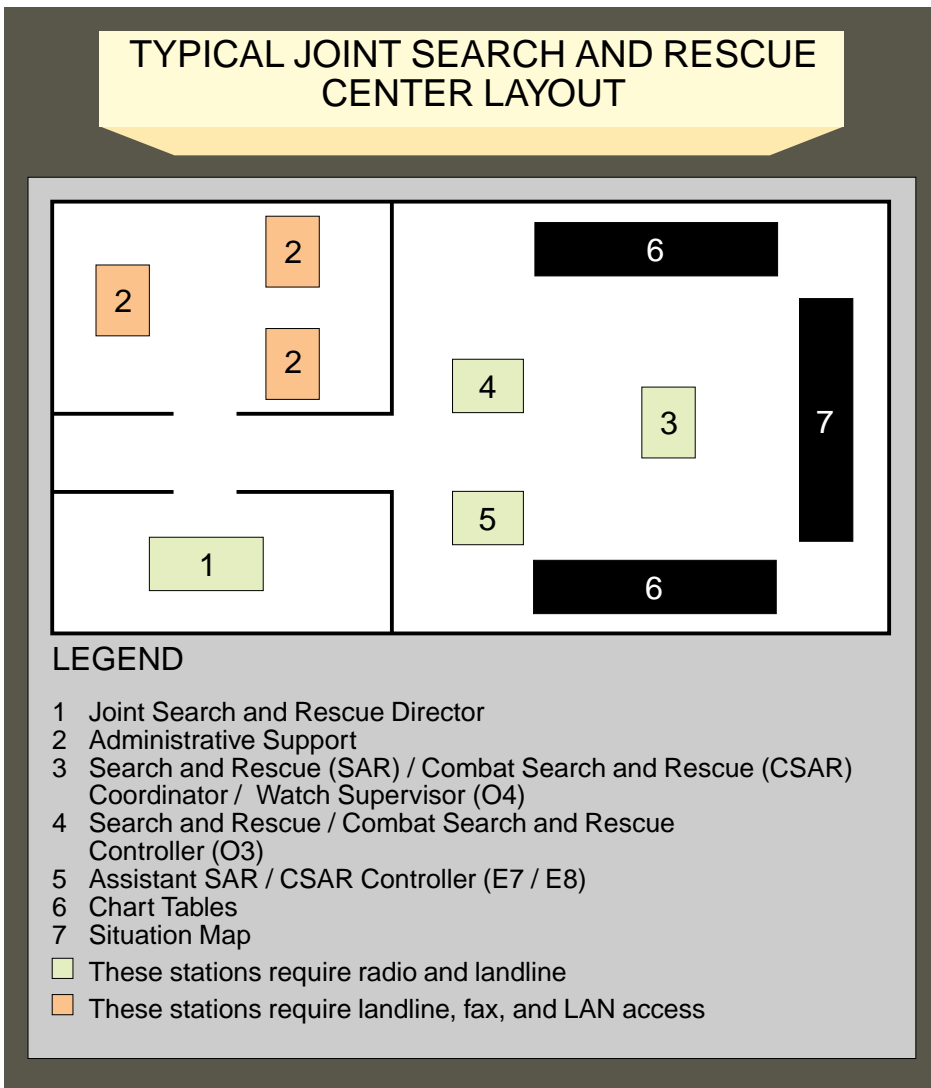 TYPICAL JOINT SEARCH AND RESCUE
CENTER LAYOUT
2
2
2
6
4
3
7
5
1
6
LEGEND
1 Joint Search and Rescue Director
2 Administrative Support
3 Search and Rescue (SAR) / Combat Search and Rescue (CSAR)
Coordinator / Watch Supervisor (O4)
4 Search and Rescue / Combat Search and Rescue
Controller (O3)
5 Assistant SAR / CSAR Controller (E7 / E8)
6 Chart Tables
7 Situation Map
These stations require radio and landline
These stations require landline, fax, and LAN access